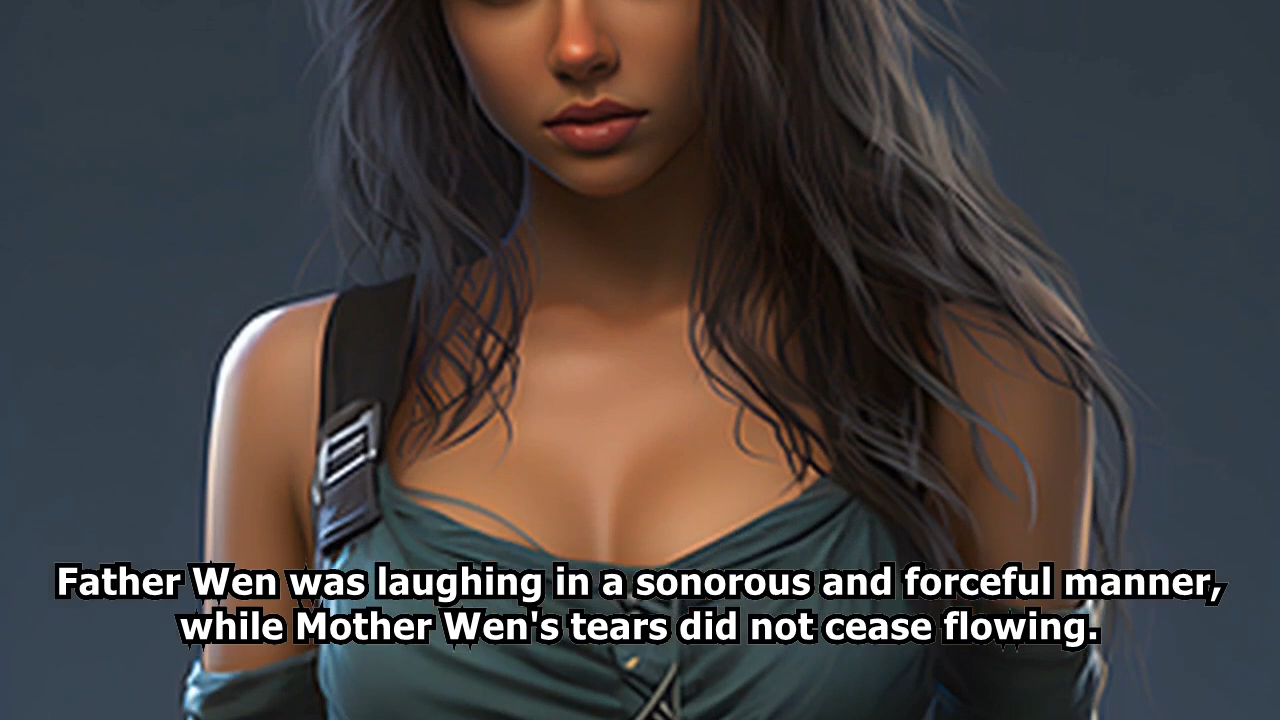 Father Wen was laughing in a sonorous and forceful manner,
while Mother Wen's tears did not cease flowing.